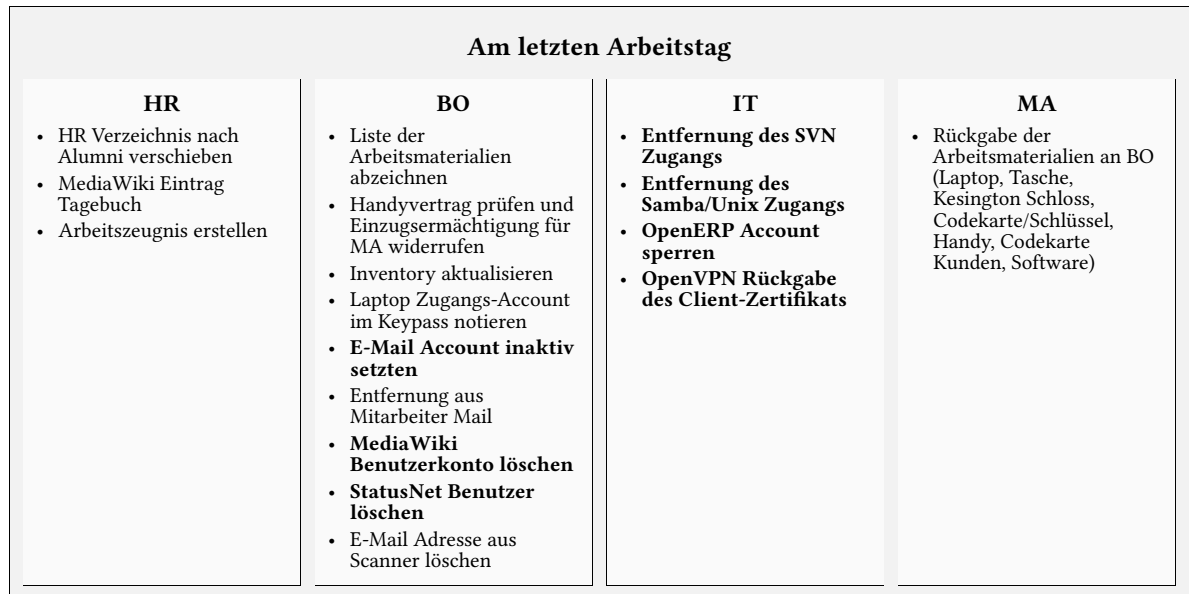 Am letzten Arbeitstag
HR
• HR Verzeichnis nach
Alumni verschieben
• MediaWiki Eintrag
Tagebuch
• Arbeitszeugnis erstellen
BO
• Liste der
Arbeitsmaterialien
abzeichnen
• Handyvertrag prüfen und
Einzugsermächtigung für
MA widerrufen
• Inventory aktualisieren
• Laptop Zugangs-Account
im Keypass notieren
• E-Mail Account inaktiv
setzten
• Entfernung aus
Mitarbeiter Mail
• MediaWiki
Benutzerkonto löschen
• StatusNet Benutzer
löschen
• E-Mail Adresse aus
Scanner löschen
IT
• Entfernung des SVN
Zugangs
• Entfernung des
Samba/Unix Zugangs
• OpenERP Account
sperren
• OpenVPN Rückgabe
des Client-Zertifikats
MA
• Rückgabe der
Arbeitsmaterialien an BO
(Laptop, Tasche,
Kesington Schloss,
Codekarte/Schlüssel,
Handy, Codekarte
Kunden, Software)